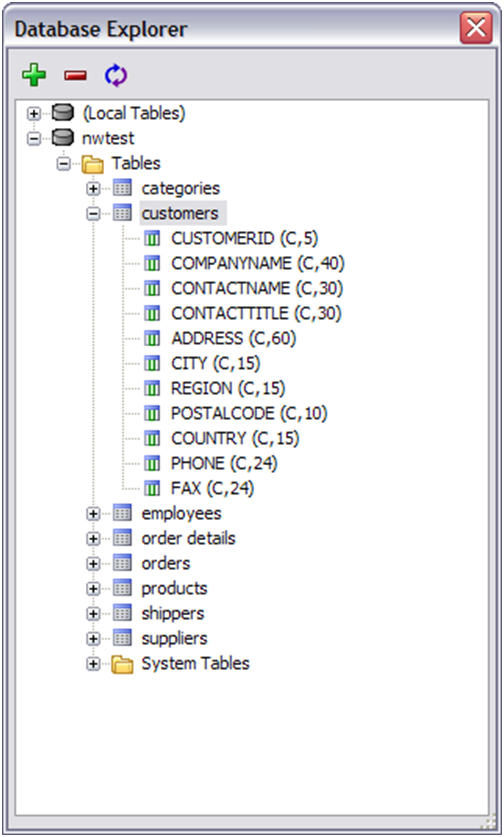 Database Explorer
(Local Tables)
nwtest
Tables
categories
customers
CUSTOMERID (C,5)
COMPANYNAME (C,40)
CONTACTNAME (C,30)
CONTACTTITLE (C,30)
ADDRESS (C,60)
CITY (C,15)
REGION (C,15)
POSTALCODE (C,10)
COUNTRY (C,15)
PHONE (C,24)
FAX (C,24)
employees
order details
orders
products
shippers
suppliers
System Tables